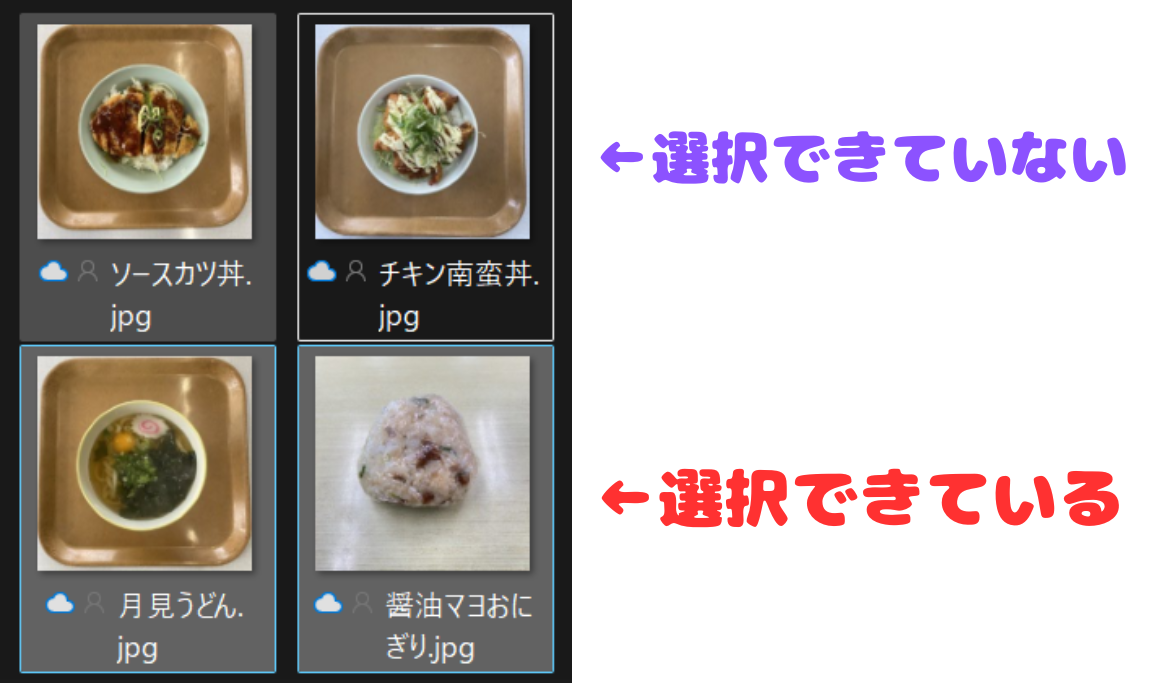 ソースカツ丼.
jpg
チキン南蛮丼.
jpg
←選択できていない
月見うどん.
jpg
醤油マヨおに
ぎり.jpg
←選択できている